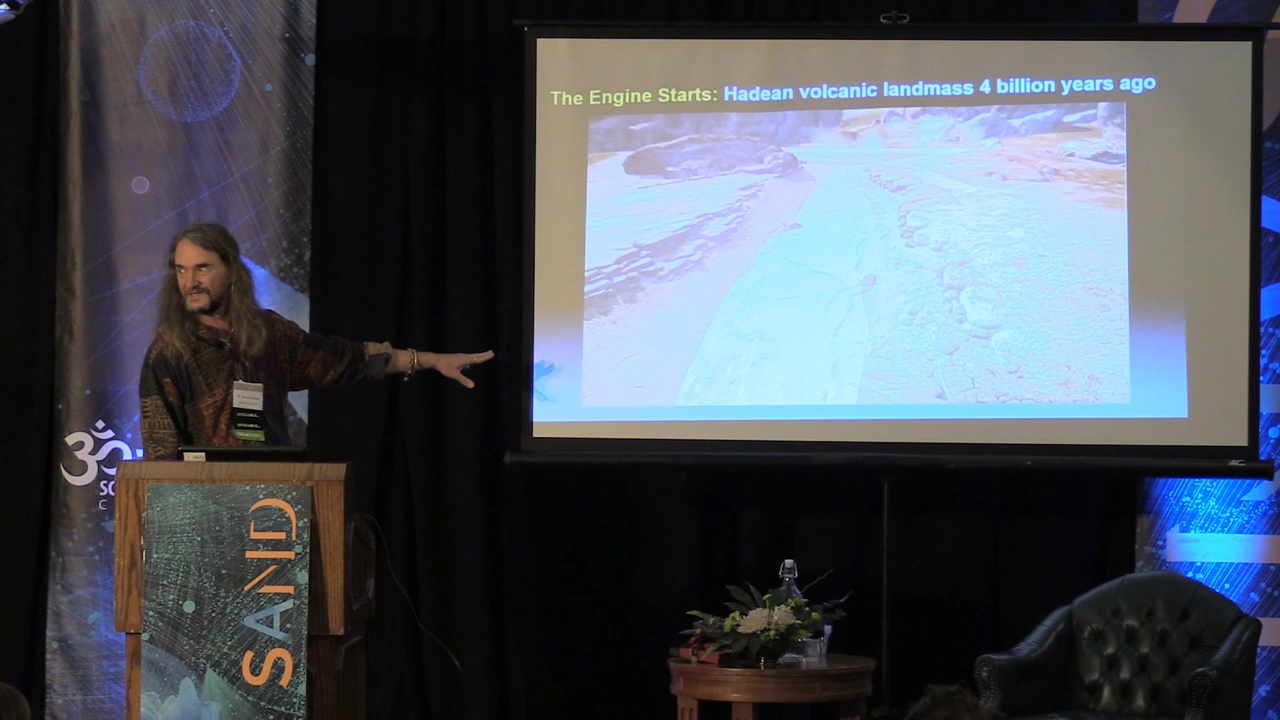 The Engine Starts: Hadean volcanic landmass 4 billion years ago
ॐ
SAND